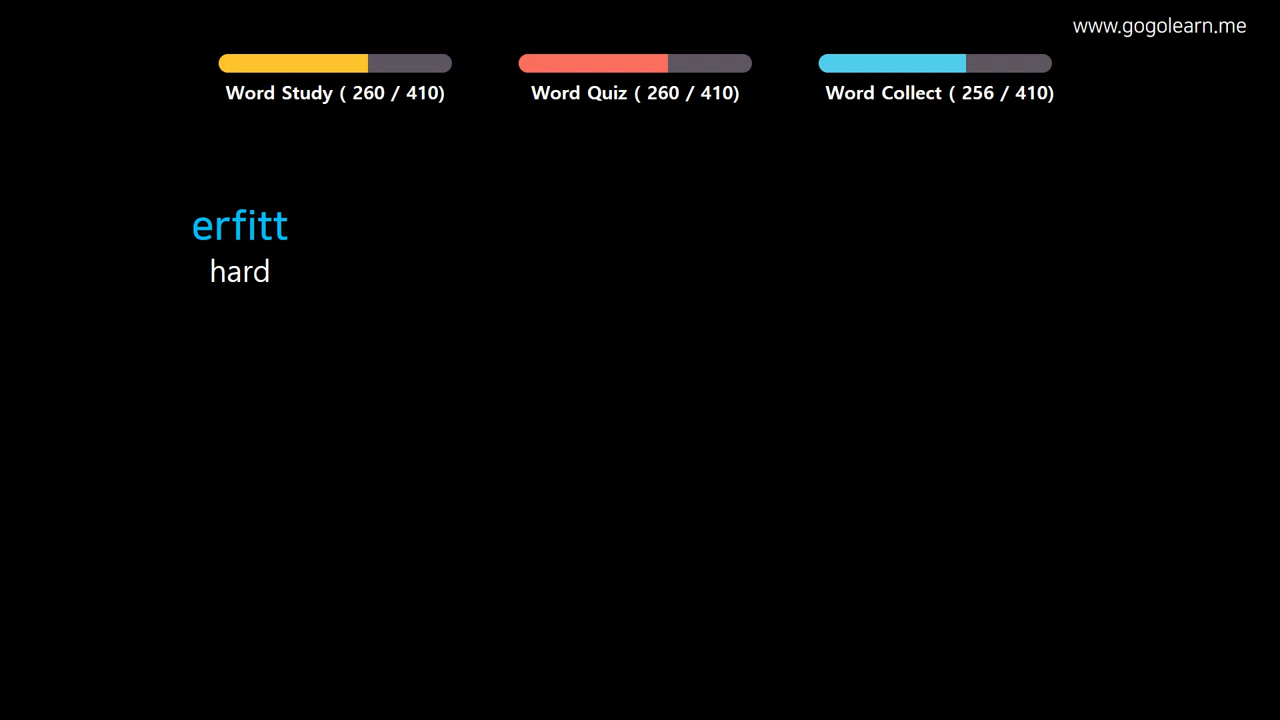 www.gogolearn.me
Word Study ( 260 / 410)
Word Quiz ( 260 / 410)
Word Collect ( 256 / 410)
erfitt
hard